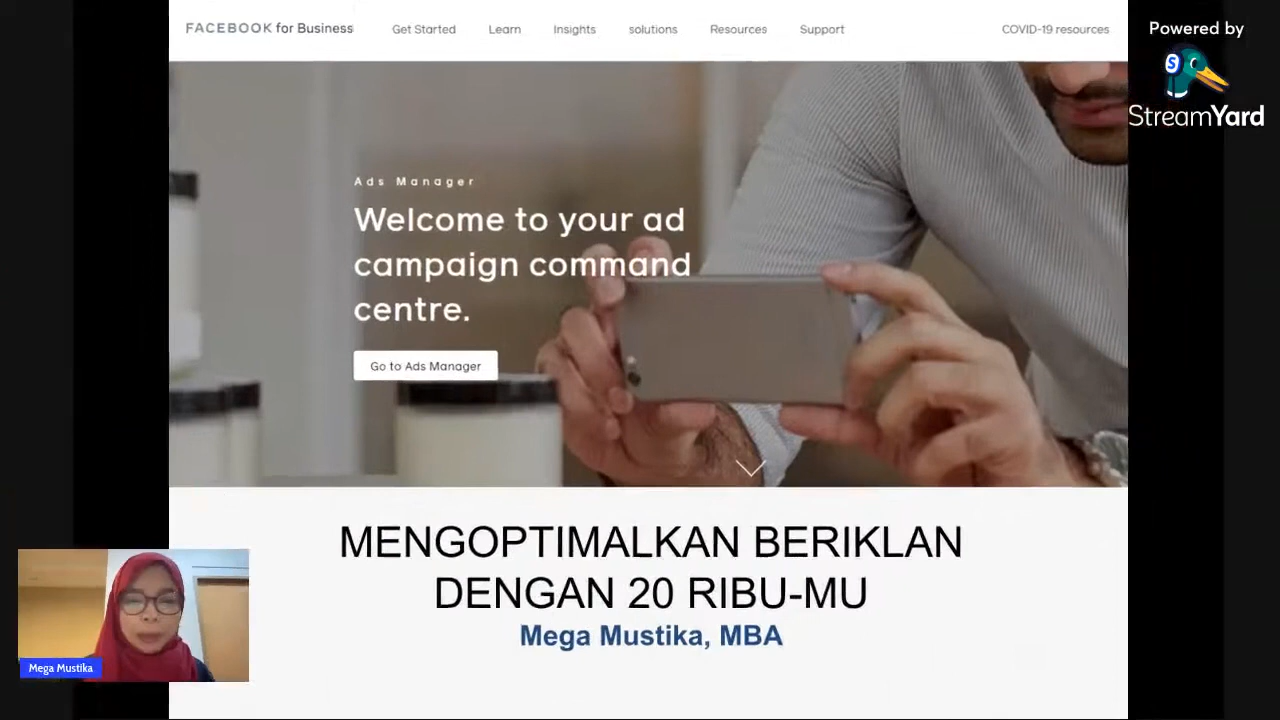 FACEBOOK for Business
Get Started
Learn
Insights
solutions
Resources
Support
COVID-19 resources
Powered by
S
StreamYard
Ads Manager
Welcome to your ad
campaign command
centre.
Go to Ads Manager
MENGOPTIMALKAN BERIKLAN
DENGAN 20 RIBU-MU
Mega Mustika, MBA
Mega Mustika